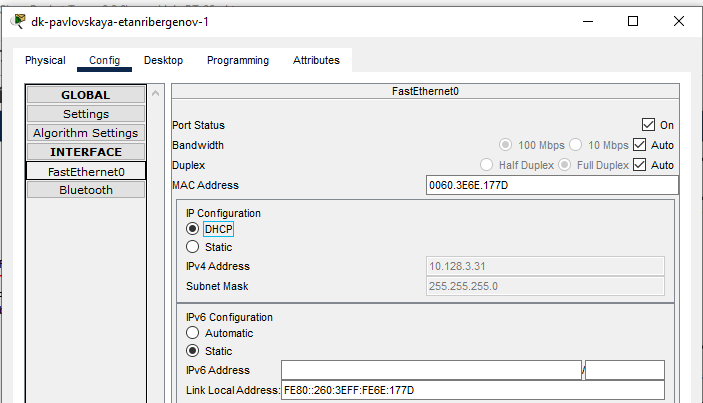 dk-pavlovskaya-etanribergenov-1
Physical Config Desktop Programming Attributes
GLOBAL
Settings
Algorithm Settings
INTERFACE
FastEthernet0
Bluetooth
FastEthernet0
Port Status On
Bandwidth 100 Mbps 10 Mbps Auto
Duplex Half Duplex Full Duplex Auto
MAC Address 0060.3E6E.177D
IP Configuration
DHCP
Static
IPv4 Address 10.128.3.31
Subnet Mask 255.255.255.0
IPv6 Configuration
Automatic
Static
IPv6 Address /
Link Local Address: FE80::260:3EFF:FE6E:177D